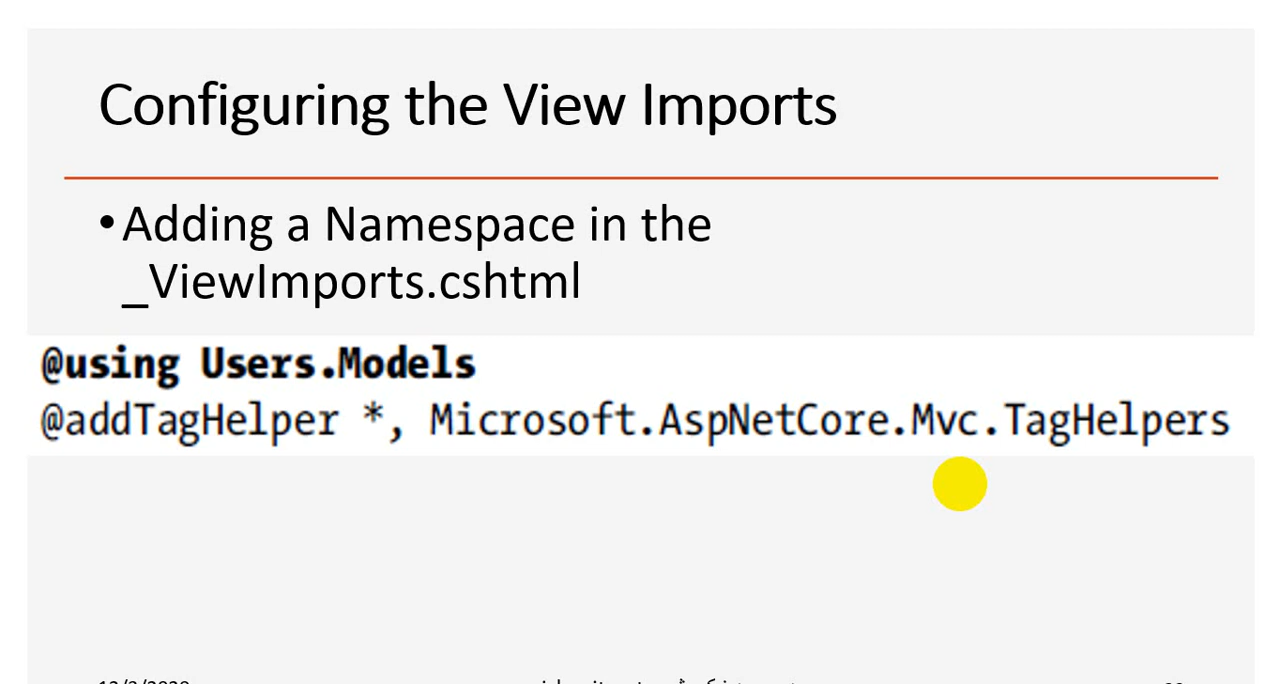 Configuring the View Imports
•Adding a Namespace in the
_ViewImports.cshtml
@using Users.Models
@addTagHelper *, Microsoft.AspNetCore.Mvc.TagHelpers